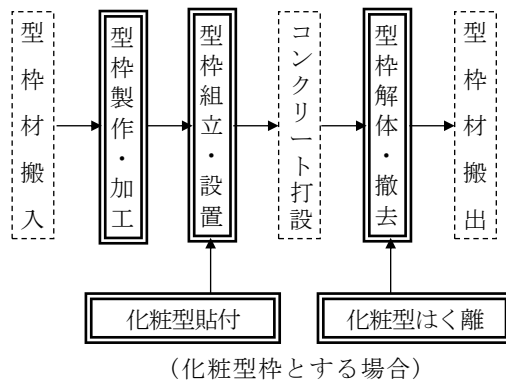 型枠材搬入
型枠製作・加工
型枠組立・設置
コンクリート打設
型枠解体・撤去
型枠材搬出
化粧型貼付
化粧型はく離
（化粧型枠とする場合）